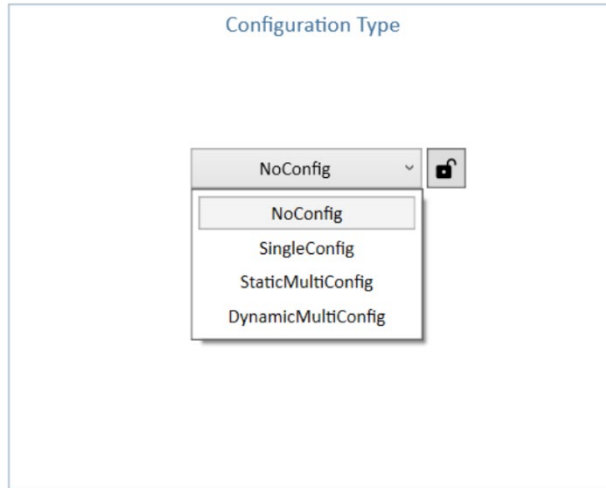 Configuration Type
NoConfig
NoConfig
SingleConfig
StaticMultiConfig
DynamicMultiConfig